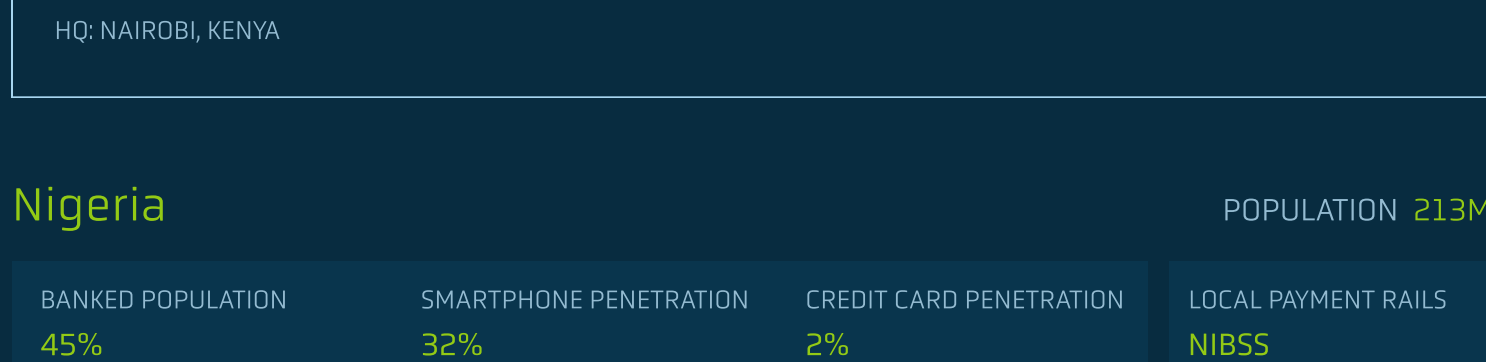 HQ: NAIROBI, KENYA
Nigeria
POPULATION 213M
BANKED POPULATION SMARTPHONE PENETRATION CREDIT CARD PENETRATION LOCAL PAYMENT RAILS
45% 32% 2% NIBSS